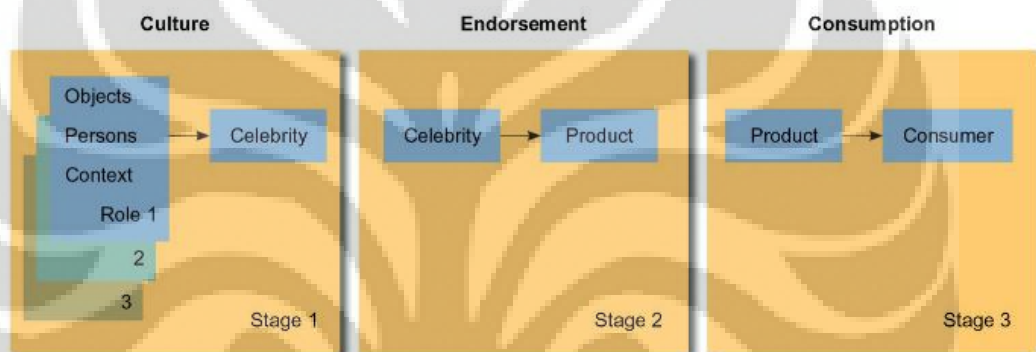 Culture
Endorsement
Consumption
Objects
Persons
Context
Role 1
2
3
Celebrity
Stage 1
Celebrity
Product
Stage 2
Product
Consumer
Stage 3